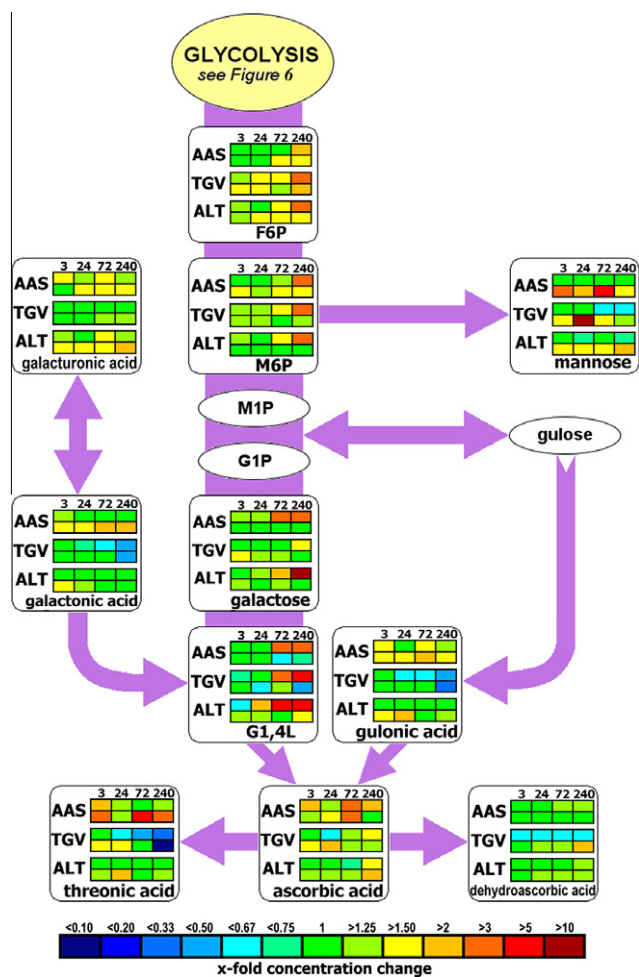 GLYCOLYSIS
see Figure 6
3 24 72 240
AAS
TGV
ALT
F6P
3 24 72 240
AAS
TGV
ALT
galacturonic acid
3 24 72 240
AAS
TGV
ALT
M6P
3 24 72 240
AAS
TGV
ALT
mannose
M1P
gulose
G1P
3 24 72 240
AAS
TGV
ALT
galactonic acid
3 24 72 240
AAS
TGV
ALT
galactose
3 24 72 240
AAS
TGV
ALT
G1,4L
3 24 72 240
AAS
TGV
ALT
gulonic acid
3 24 72 240
AAS
TGV
ALT
threonic acid
3 24 72 240
AAS
TGV
ALT
ascorbic acid
3 24 72 240
AAS
TGV
ALT
dehydroascorbic acid
<0.10 <0.20 <0.33 <0.50 <0.67 <0.75 1 >1.25 >1.50 >2 >3 >5 >10
x-fold concentration change